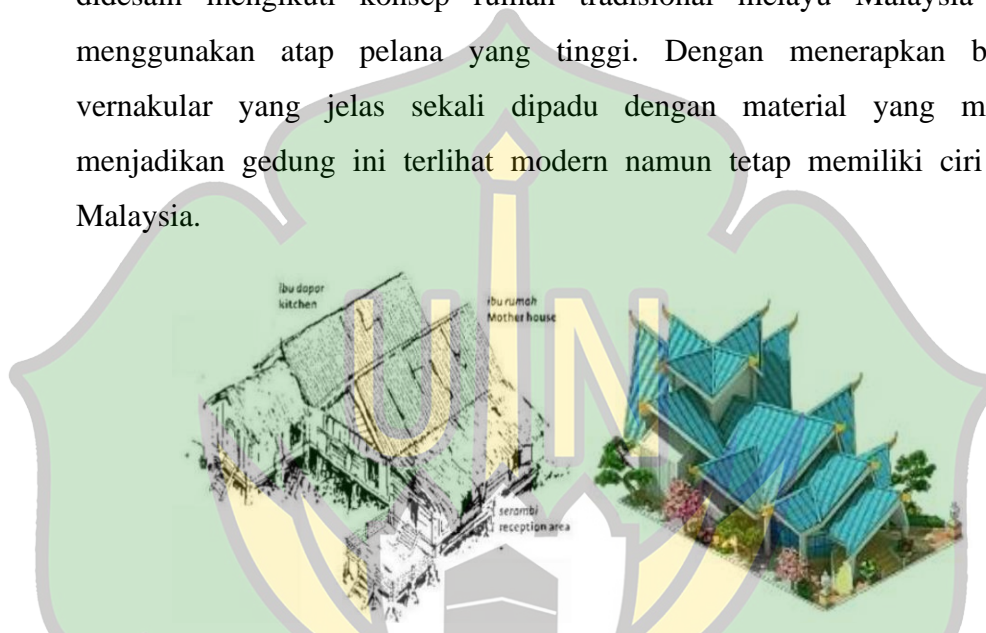 didesain mengikuti konsep rumah tradisional melayu Malaysia
menggunakan atap pelana yang tinggi. Dengan menerapkan b
vernakular yang jelas sekali dipadu dengan material yang m
menjadikan gedung ini terlihat modern namun tetap memiliki ciri
Malaysia.
ibu dapor
kitchen
ibu rumah
Mother house
serambi
reception area
UIN